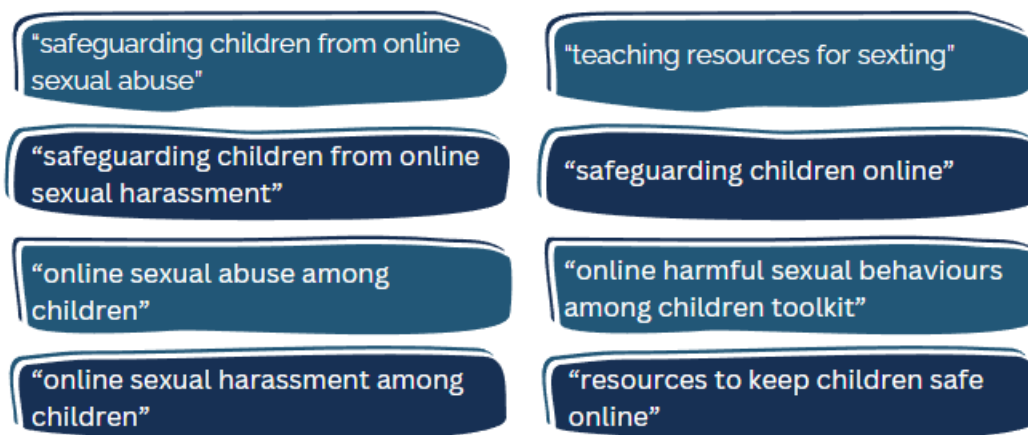 "safeguarding children from online
sexual abuse"
"teaching resources for sexting"
“safeguarding children from online
sexual harassment”
“safeguarding children online”
“online sexual abuse among
children”
“online harmful sexual behaviours
among children toolkit”
“online sexual harassment among
children”
“resources to keep children safe
online”